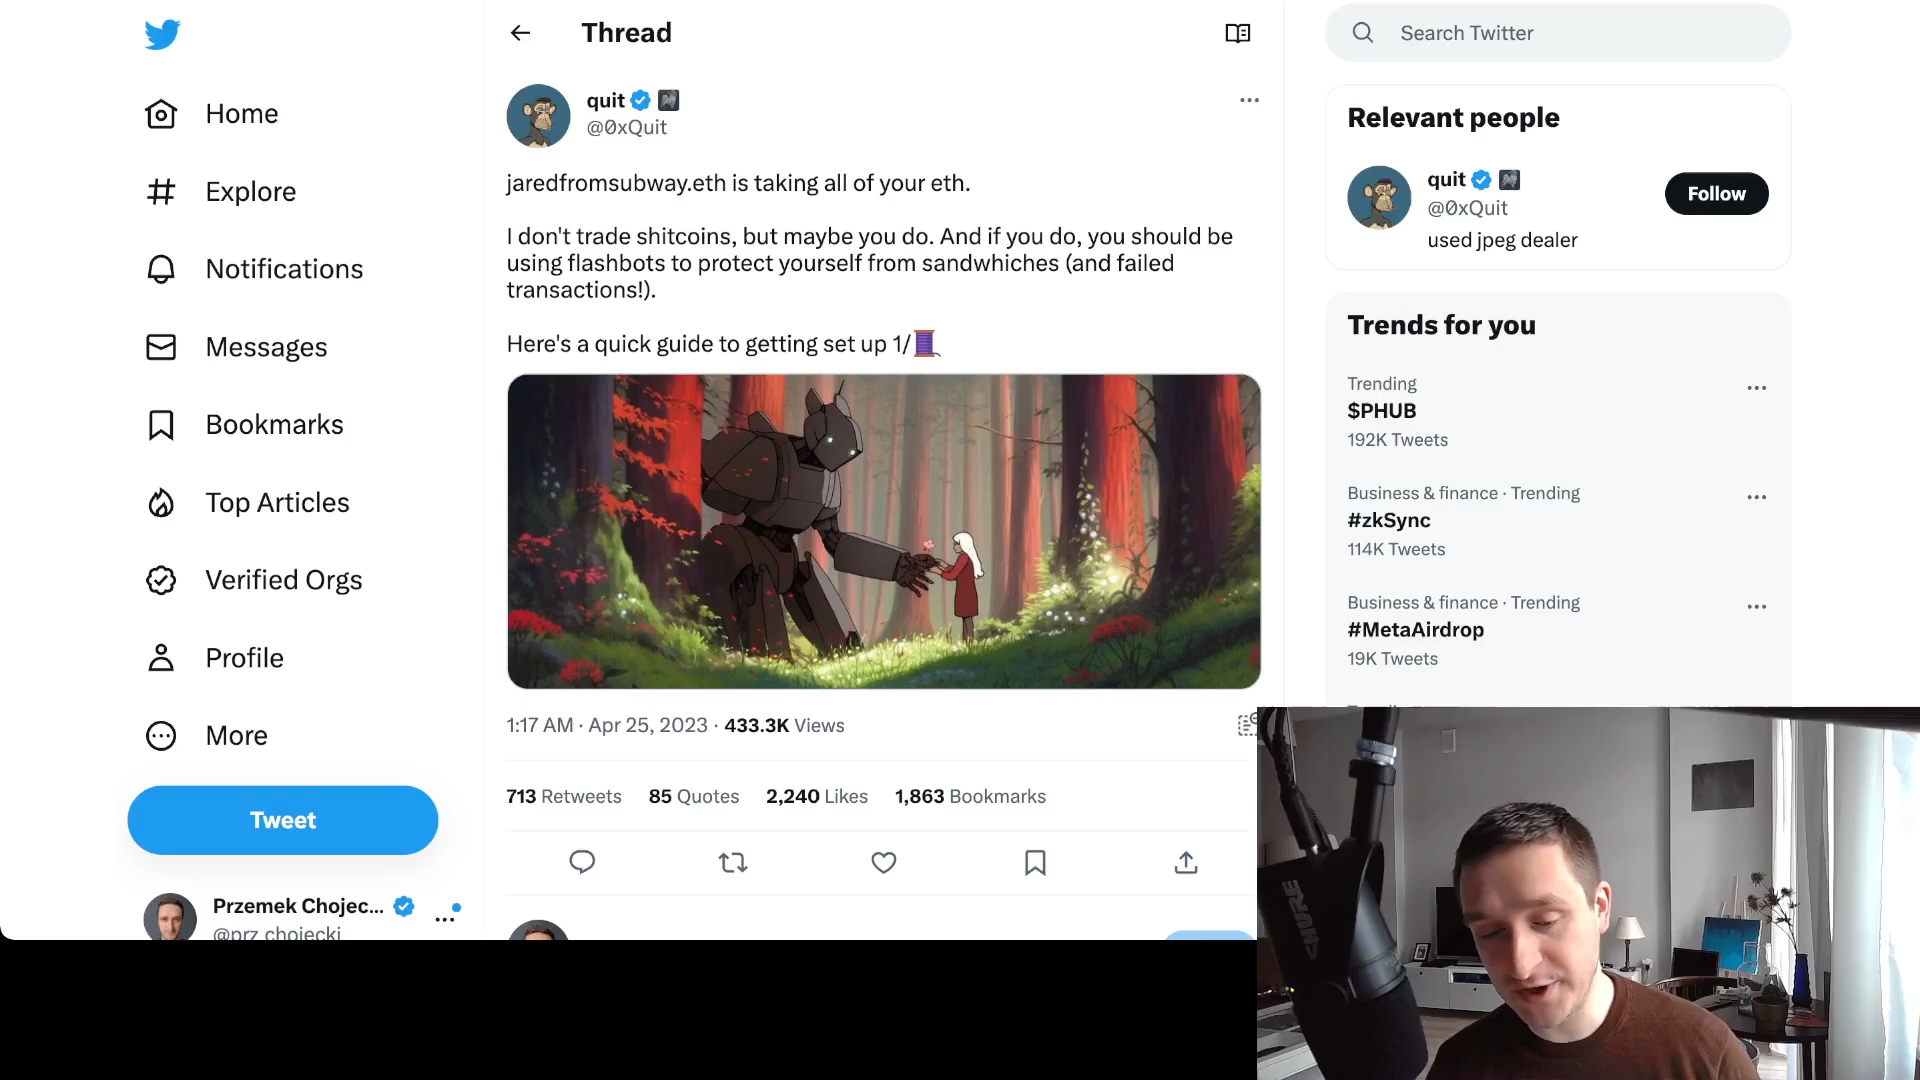 Home
Explore
Notifications
Messages
Bookmarks
Top Articles
Verified Orgs
Profile
More
Tweet
Przemek Chojec...
@prz_chojecki
Thread
quit
@0xQuit
jaredfromsubway.eth is taking all of your eth.
I don't trade shitcoins, but maybe you do. And if you do, you should be
using flashbots to protect yourself from sandwhiches (and failed
transactions!).
Here's a quick guide to getting set up 1/🧵
1:17 AM · Apr 25, 2023 · 433.3K Views
713 Retweets 85 Quotes 2,240 Likes 1,863 Bookmarks
Search Twitter
Relevant people
quit
@0xQuit
Follow
used jpeg dealer
Trends for you
Trending
$PHUB
192K Tweets
Business & finance · Trending
#zkSync
114K Tweets
Business & finance · Trending
#MetaAirdrop
19K Tweets
SHURE